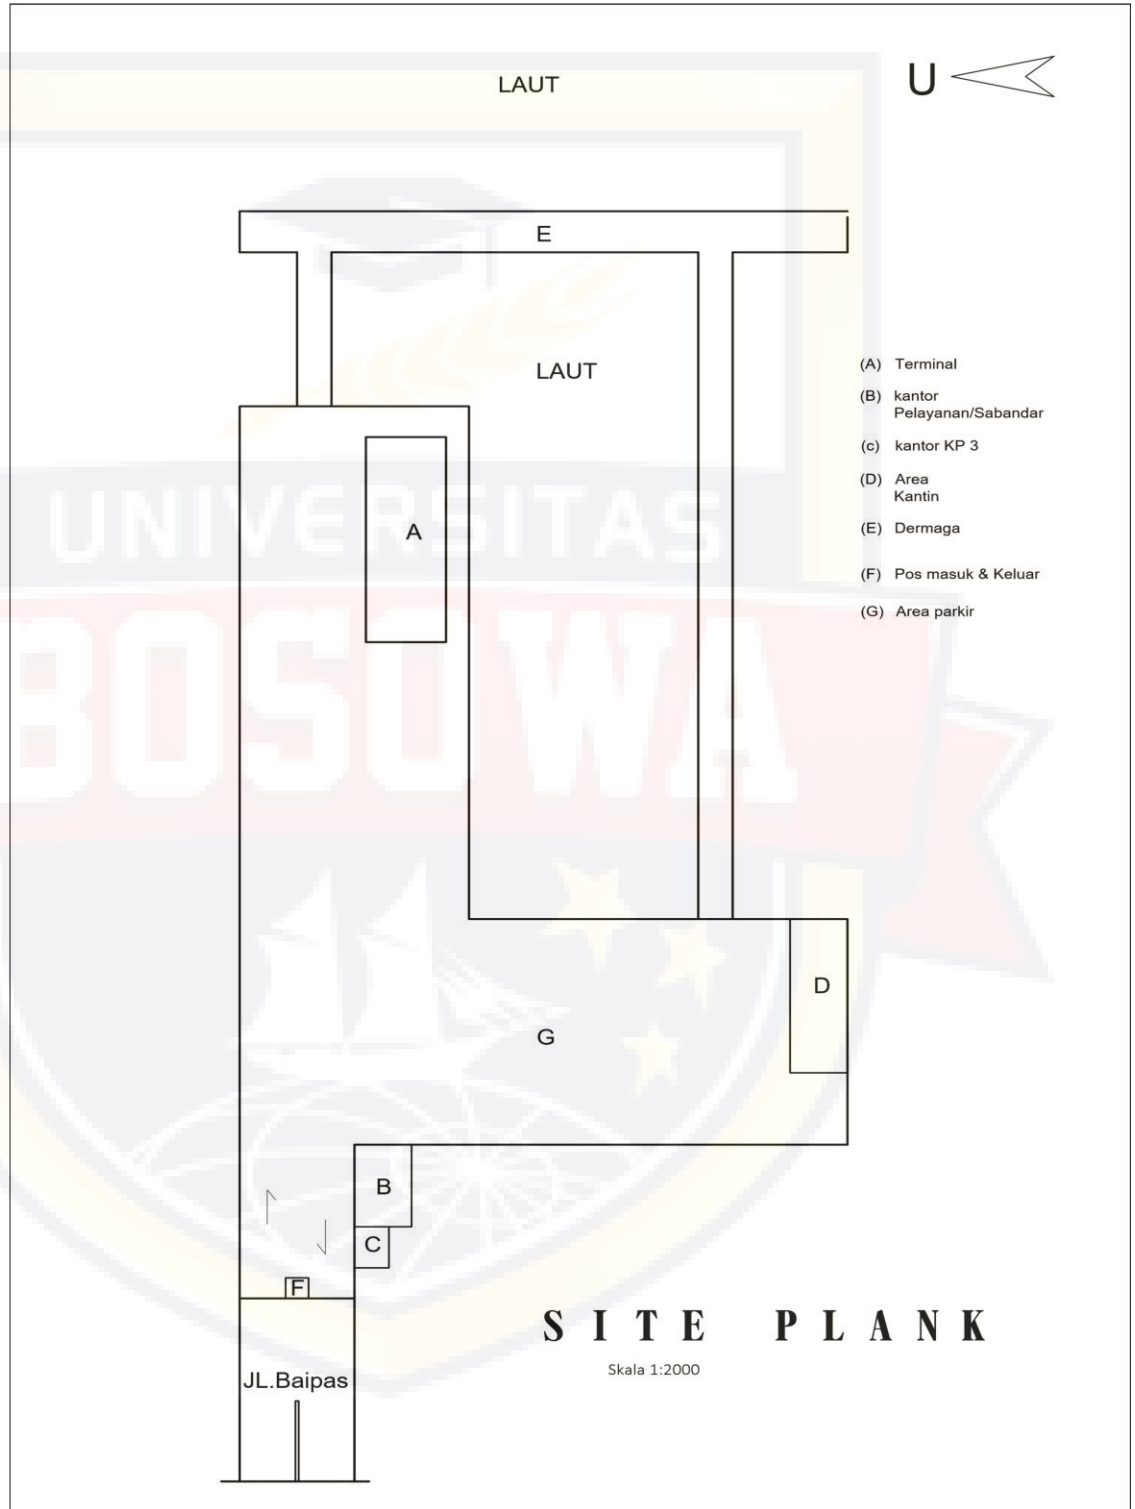 LAUT
U
E
LAUT
(A) Terminal
(B) kantor
Pelayanan/Sabandar
(c) kantor KP 3
(D) Area
Kantin
(E) Dermaga
(F) Pos masuk & Keluar
(G) Area parkir
A
UNIVERSITAS
BOSOWA
D
G
B
C
F
SITE PLANK
Skala 1:2000
JL.Baipas